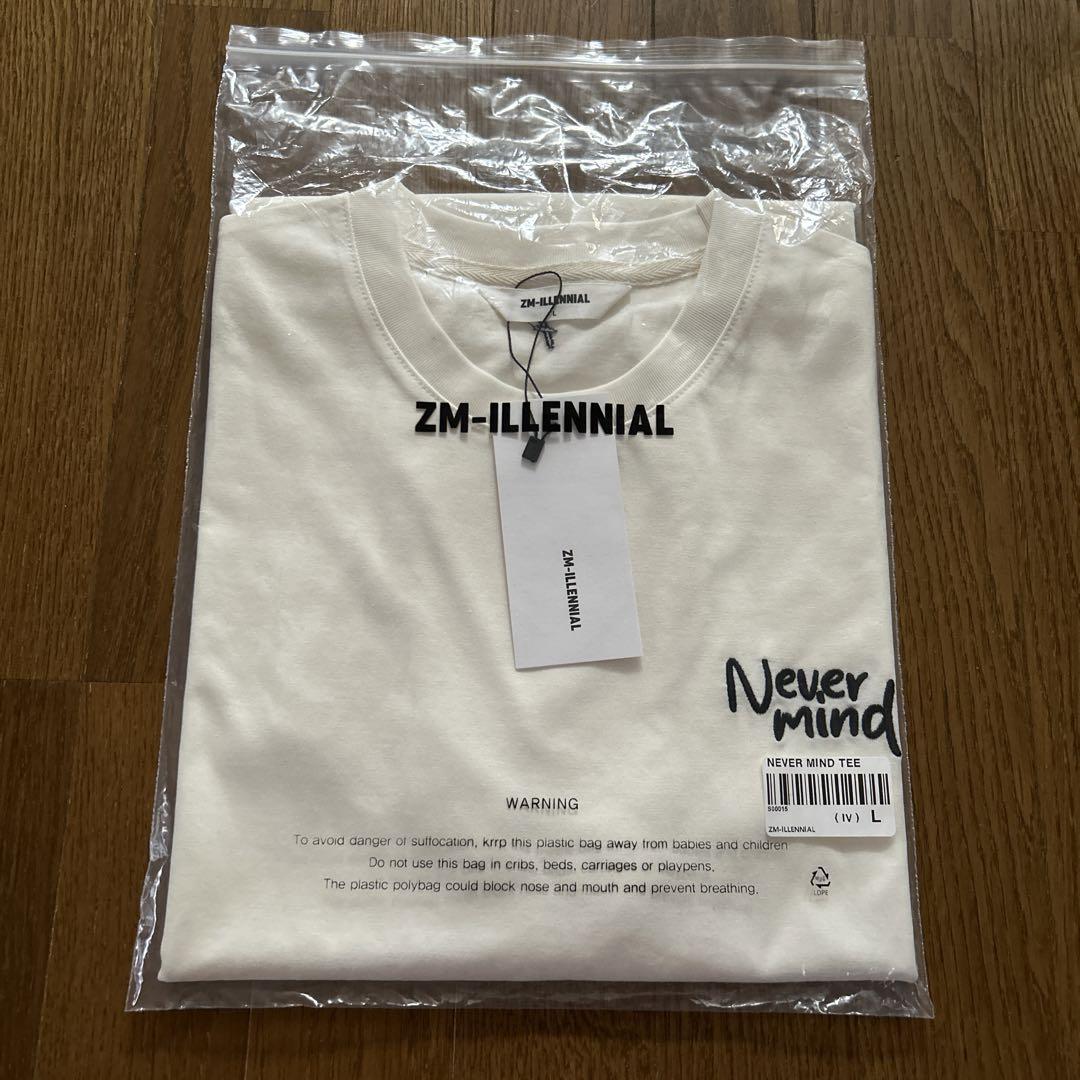 ZM-ILLENNIAL
L
ZM-ILLENNIAL
ZM-ILLENNIAL
Never
mind
NEVER MIND TEE
S00015
(IV) L
ZM-ILLENNIAL
WARNING
To avoid danger of suffocation, krrp this plastic bag away from babies and children
Do not use this bag in cribs, beds, carriages or playpens.
The plastic polybag could block nose and mouth and prevent breathing.
LDPE